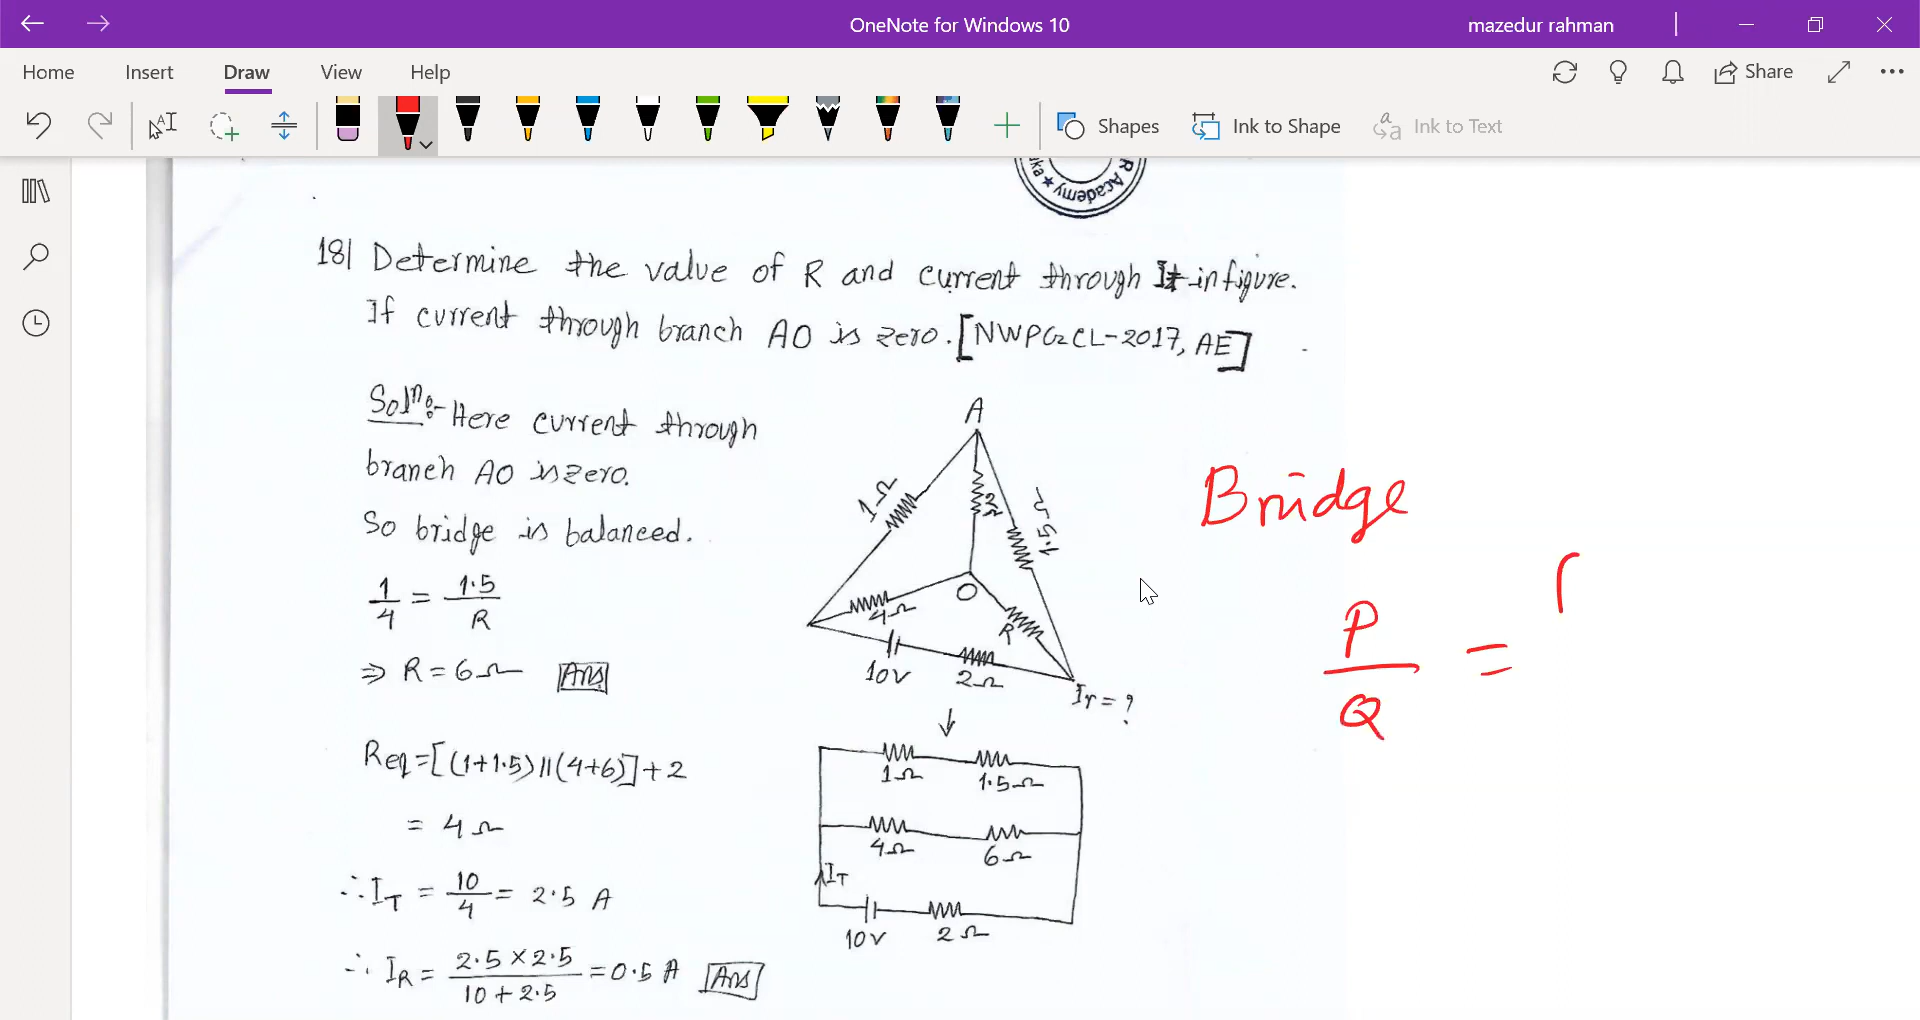 OneNote for Windows 10
mazedur rahman
Home Insert Draw View Help
Share
Shapes Ink to Shape Ink to Text
ka ★ R Academy
18| Determine the value of R and current through It in figure.
If current through branch AO is zero. [NWPGCL-2017, AE]
Soln:- Here current through
branch AO is zero.
So bridge is balanced.
1/4 = 1.5/R
⇒ R = 6Ω Ans
Req = [(1+1.5)||(4+6)]+2
= 4Ω
∴ IT = 10/4 = 2.5 A
∴ IR = 2.5 × 2.5 / 10 + 2.5 = 0.5 A Ans
A
1Ω
1.5Ω
O
4Ω
R
10V
2Ω
Ir = ?
1Ω
1.5Ω
4Ω
6Ω
IT
10V
2Ω
Bridge
P/Q =